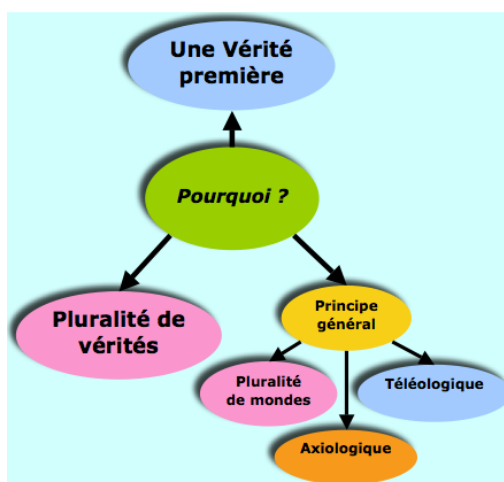 Une Vérité
première
Pourquoi ?
Pluralité de
vérités
Principe
général
Pluralité
de mondes
Téléologique
Axiologique